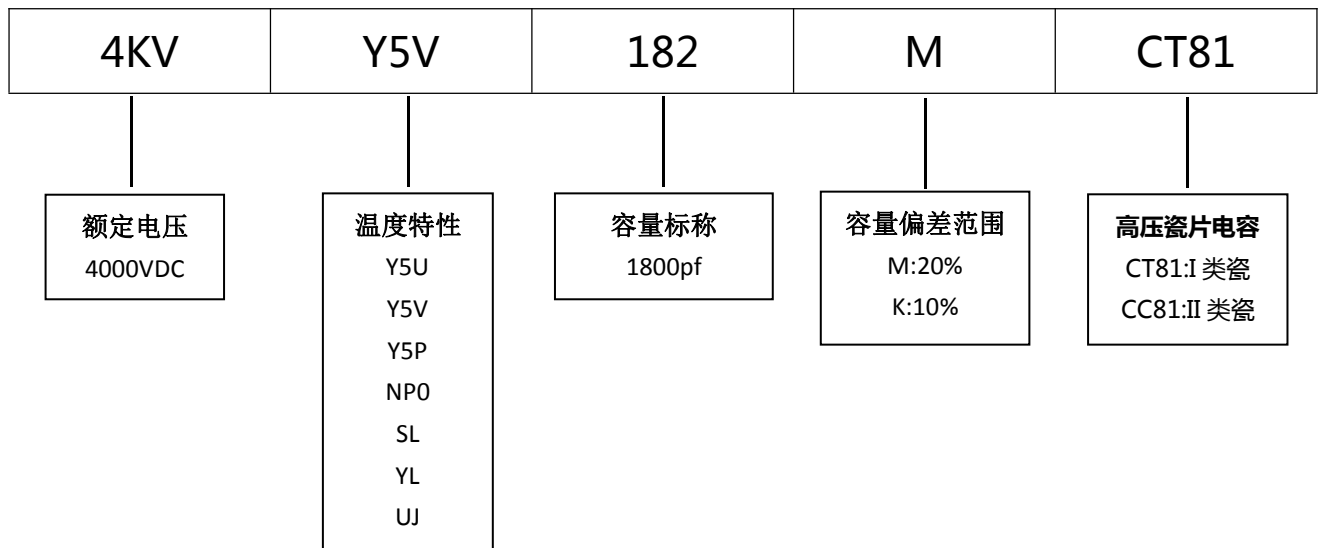 4KV Y5V 182 M CT81
额定电压
4000VDC
温度特性
Y5U
Y5V
Y5P
NP0
SL
YL
UJ
容量标称
1800pf
容量偏差范围
M:20%
K:10%
高压瓷片电容
CT81:I 类瓷
CC81:II 类瓷